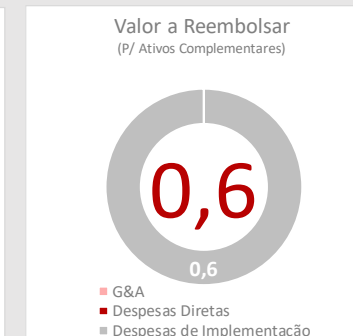 Valor a Reembolsar
(P/ Ativos Complementares)
0,6
0,6
G&A
Despesas Diretas
Despesas de Implementação